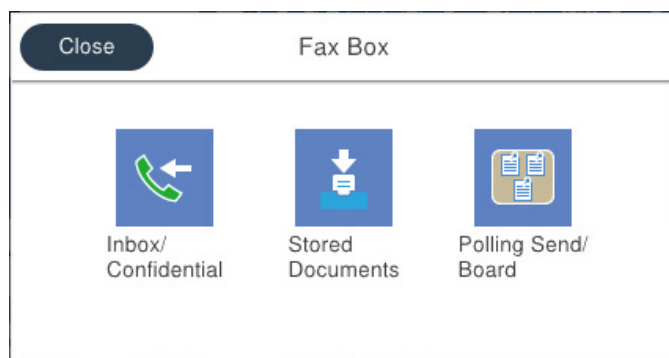 Close
Fax Box
Inbox/
Confidential
Stored
Documents
Polling Send/
Board